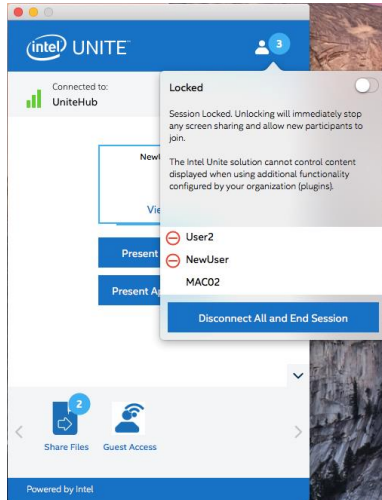 intel UNITE™
3
Connected to:
UniteHub
Locked
Session Locked. Unlocking will immediately stop
any screen sharing and allow new participants to
join.
The Intel Unite solution cannot control content
displayed when using additional functionality
configured by your organization (plugins).
User2
NewUser
MAC02
Disconnect All and End Session
Present
2
Share Files
Guest Access
Powered by Intel